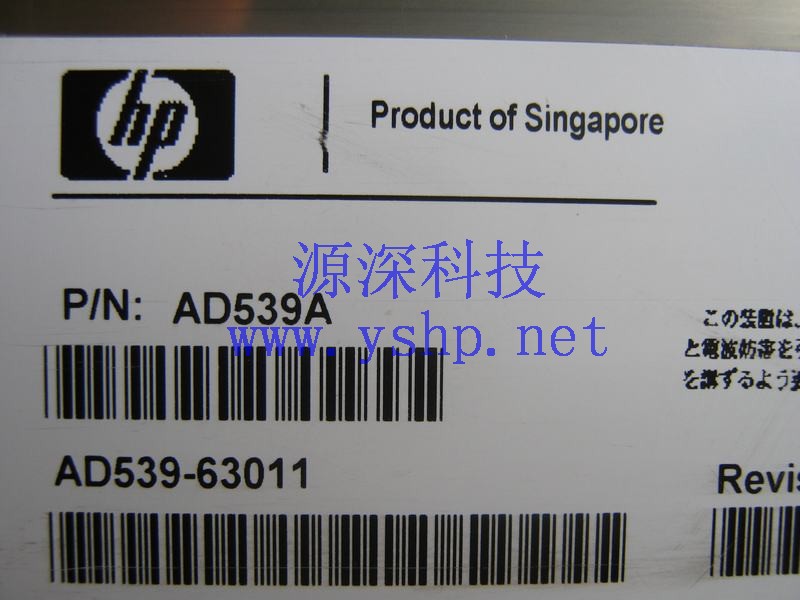 hp
Product of Singapore
源深科技
P/N: AD539A
www.yshp.net
この装置は、
と電波妨害を
を講ずるよう
AD539-63011
Revis